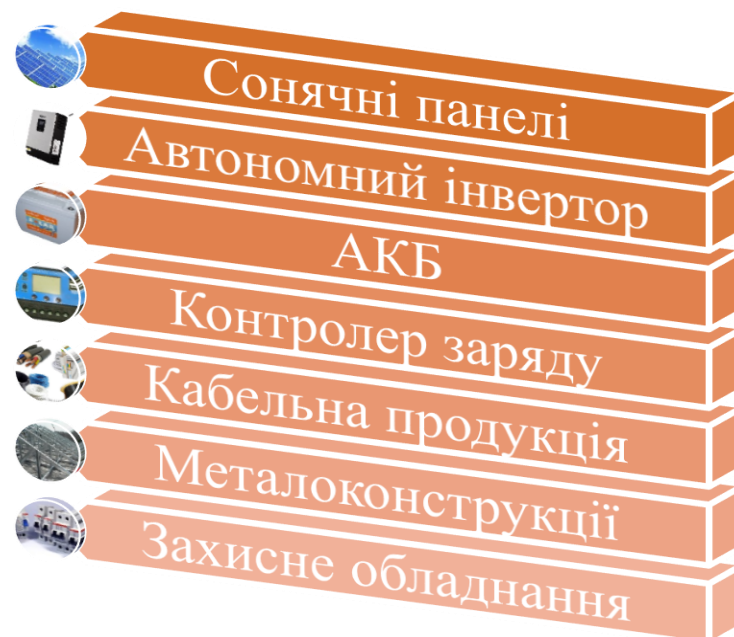 Сонячні панелі
Автономний інвертор
АКБ
Контролер заряду
Кабельна продукція
Металоконструкції
Захисне обладнання